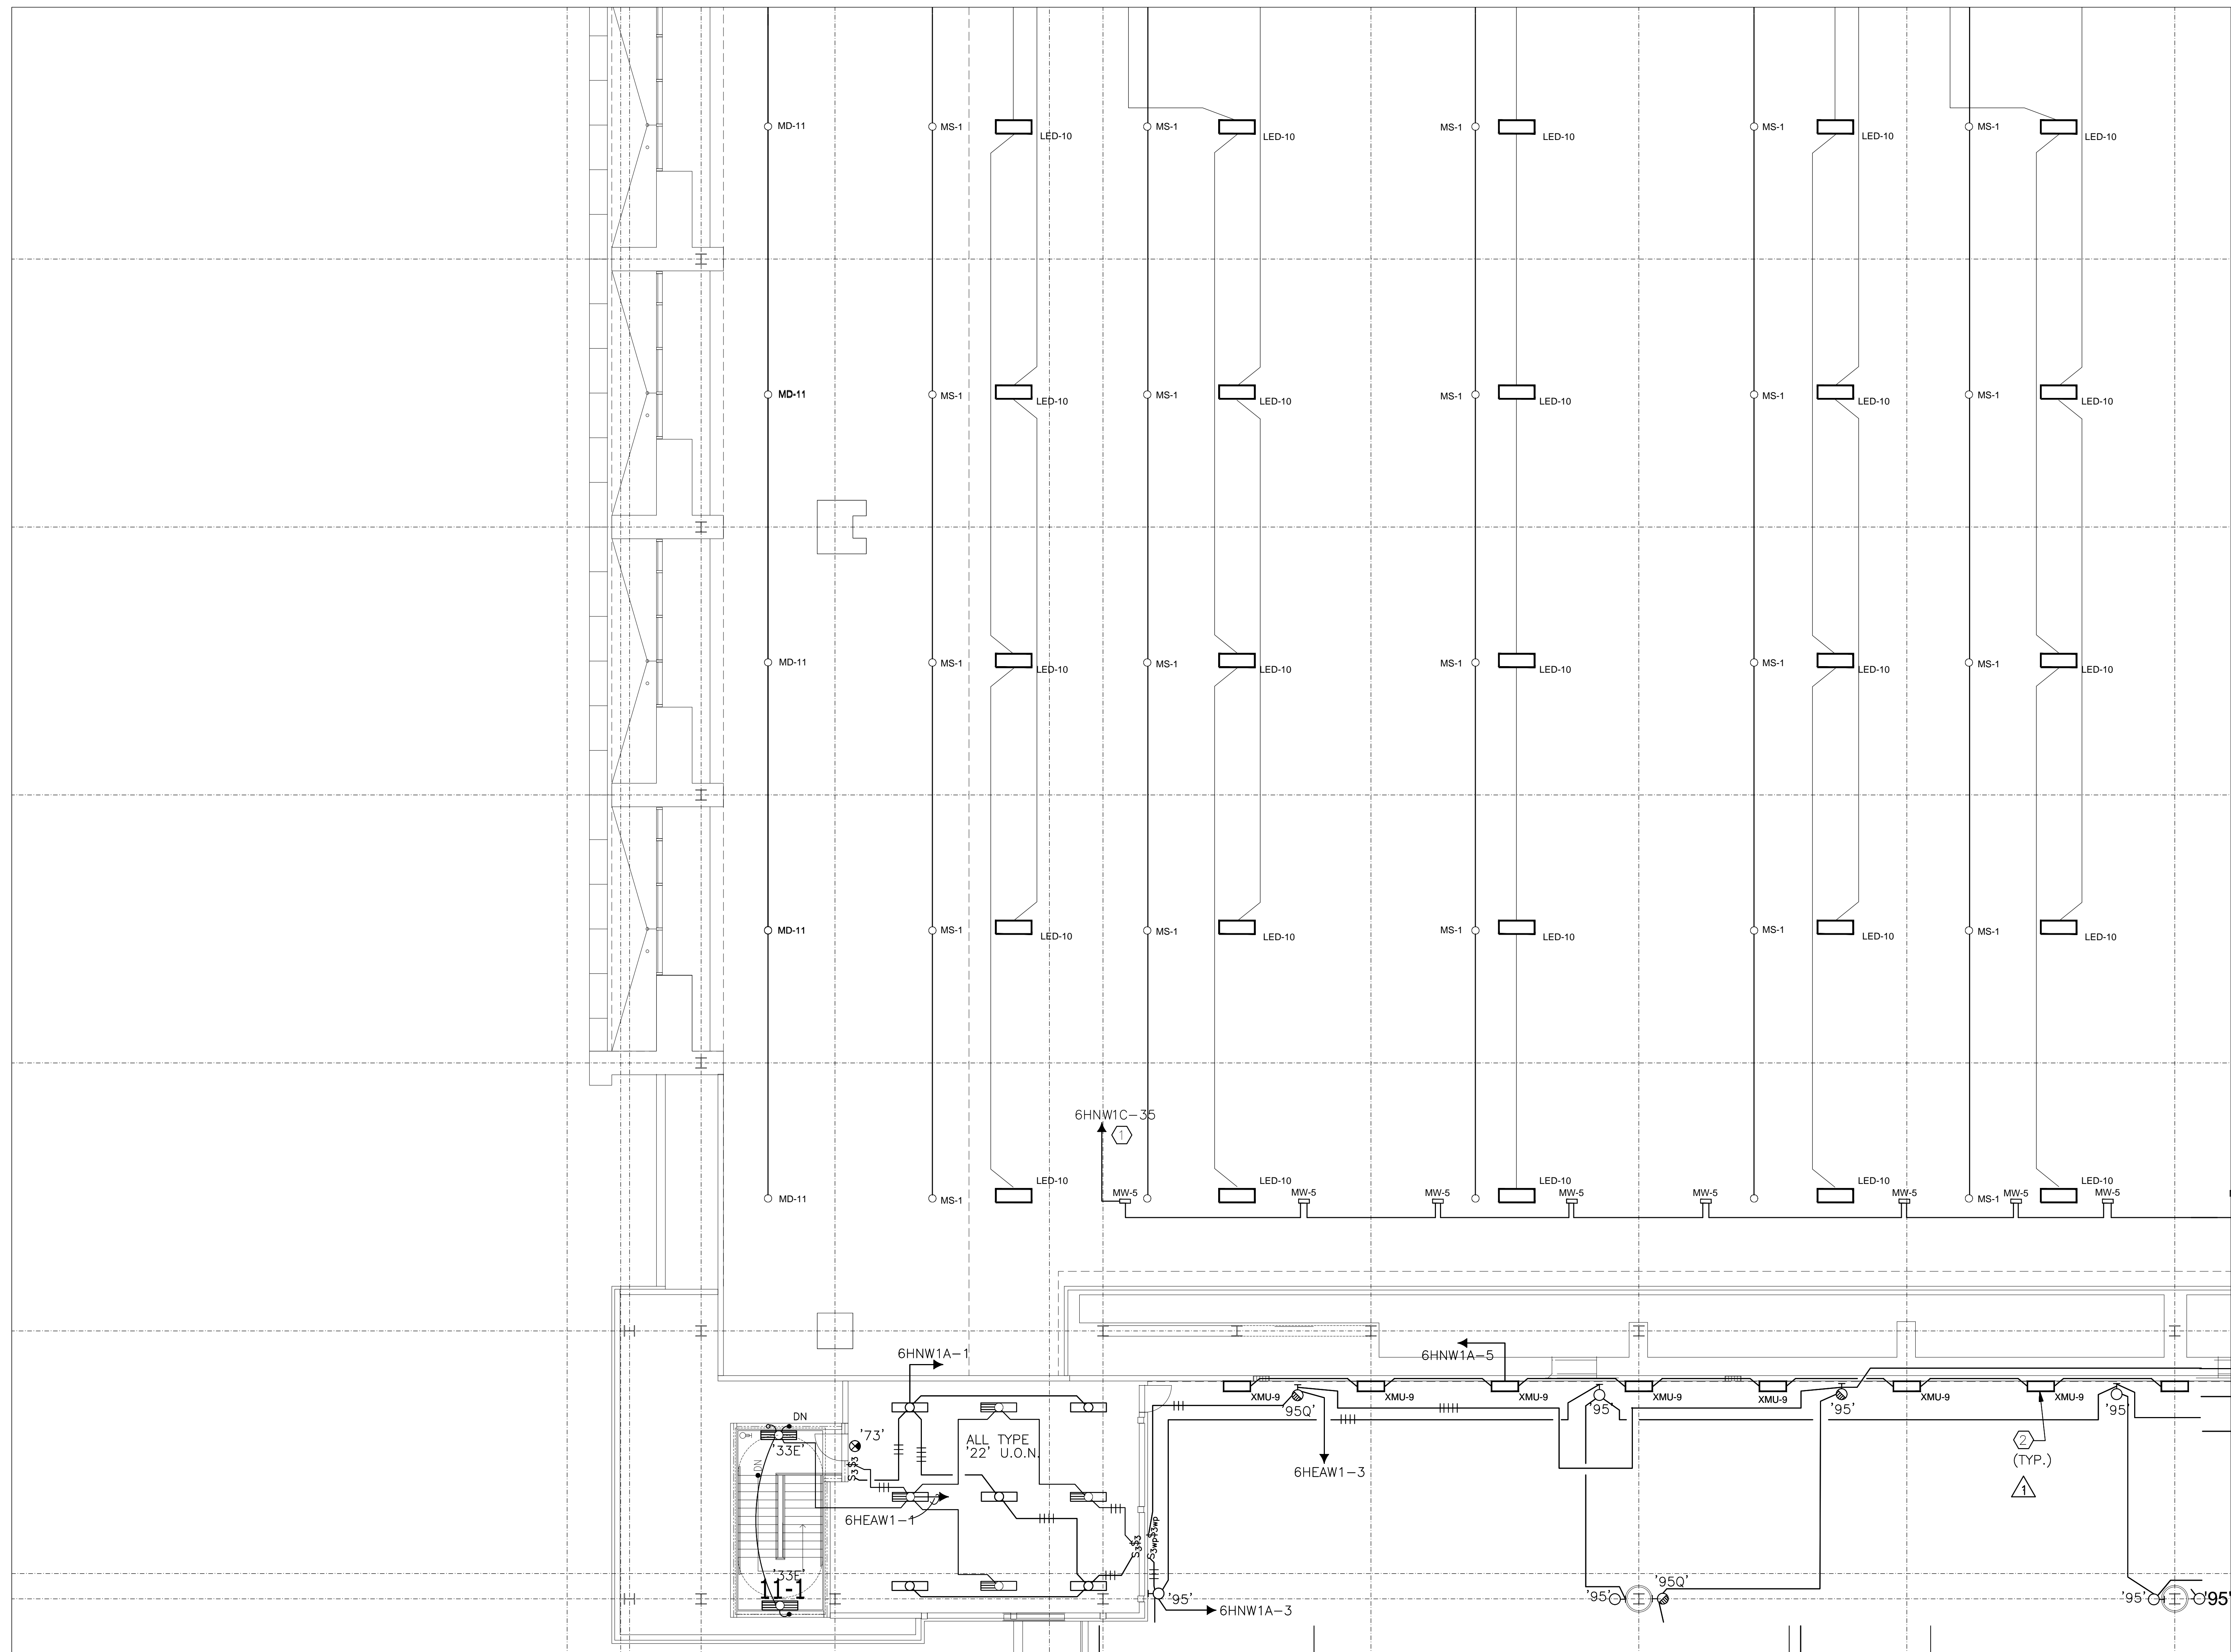 MD-11 MS-1 LED-10 MS-1 LED-10 MS-1 LED-10 MS-1 LED-10 MS-1 LED-10
MD-11 MS-1 LED-10 MS-1 LED-10 MS-1 LED-10 MS-1 LED-10 MS-1 LED-10
MD-11 MS-1 LED-10 MS-1 LED-10 MS-1 LED-10 MS-1 LED-10 MS-1 LED-10
MD-11 MS-1 LED-10 MS-1 LED-10 MS-1 LED-10 MS-1 LED-10 MS-1 LED-10
6HNW1C-35
1
LED-10 LED-10 LED-10 LED-10 LED-10
MW-5 MW-5 MW-5 MW-5 MW-5 MW-5 MW-5 MW-5
MD-11 MS-1 MS-1
6HNW1A-1 6HNW1A-5
XMU-9 XMU-9 XMU-9 XMU-9 XMU-9 XMU-9 XMU-9
'95Q' '95' '95' '95'
DN
'33E'
'73'
ALL TYPE
'22' U.O.N.
2
(TYP.)
1
DN
S3$3
6HEAW1-3
6HEAW1-1
S3$3
S3wp$3wp
'33E'
11-1
'95'
6HNW1A-3
'95' '95Q' '95' '95'